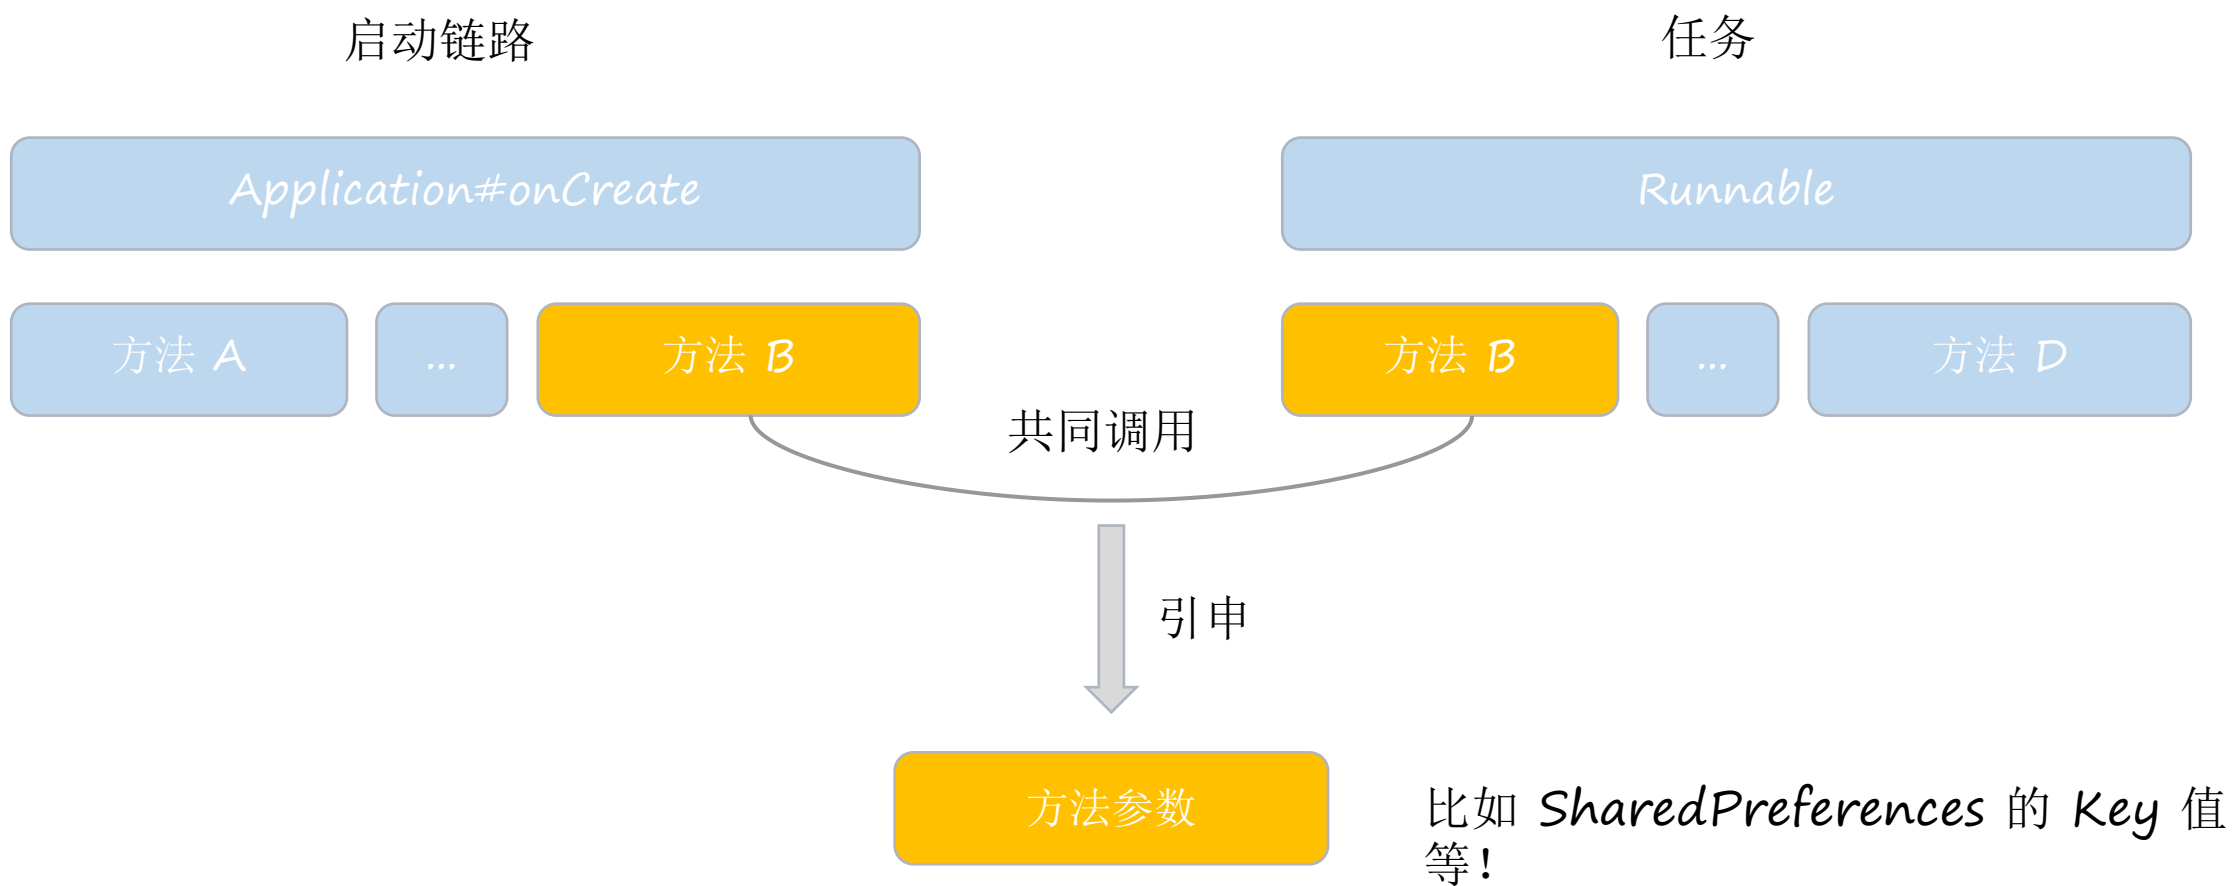 启动链路
任务
Application#onCreate
Runnable
方法 A
...
方法 B
方法 B
...
方法 D
共同调用
引申
方法参数
比如 SharedPreferences 的 Key 值
等!